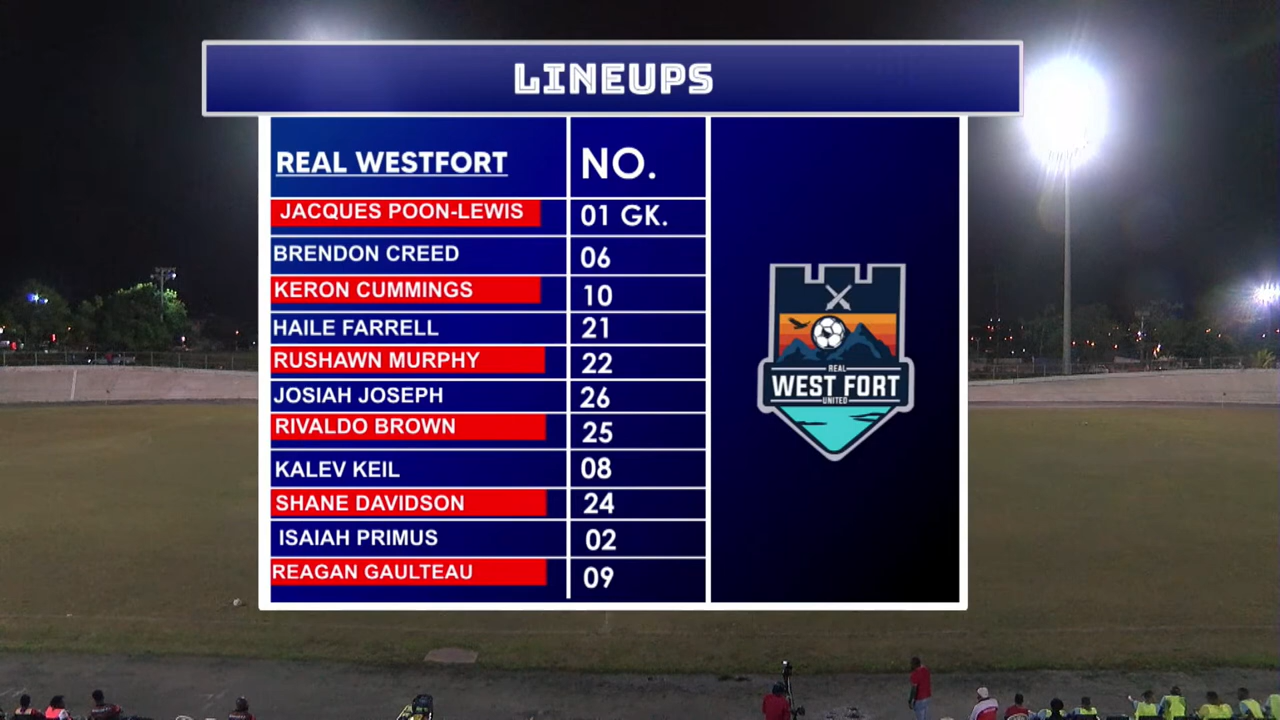 LINEUPS
REAL WESTFORT NO.
JACQUES POON-LEWIS 01 GK.
BRENDON CREED 06
KERON CUMMINGS 10
HAILE FARRELL 21
RUSHAWN MURPHY 22
JOSIAH JOSEPH 26
RIVALDO BROWN 25
KALEV KEIL 08
SHANE DAVIDSON 24
ISAIAH PRIMUS 02
REAGAN GAULTEAU 09
REAL
WEST FORT
UNITED